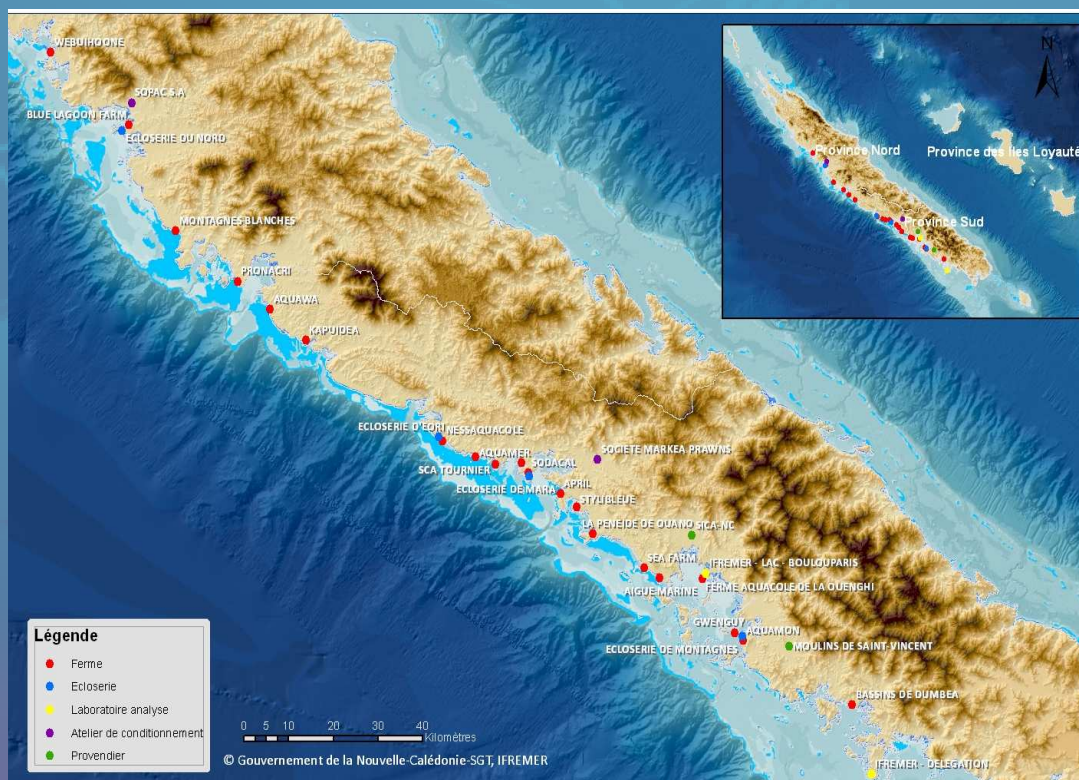 WEBUIHOONE
SOPAC S.A
BLUE LAGOON FARM
ECLOSERIE DU NORD
MONTAGNES-BLANCHES
PRONACRI
AQUAWA
KAPUIDEA
ECLOSERIE D'EORI
NESSAQUACOLE
AQUAMER
SCA TOURNIER
SODACAL
SOCIETE MARKEA PRAWNS
ECLOSERIE DE MARA
APRIL
STYLIBLEUE
LA PENEIDE DE OUANO
SICA-NC
SEA FARM
IFREMER - LAC - BOULOUPARIS
AIGUE-MARINE
FERME AQUACOLE DE LA OUENGHI
GWENGUY
AQUAMON
ECLOSERIE DE MONTAGNES
MOULINS DE SAINT-VINCENT
BASSINS DE DUMBEA
IFREMER - DELEGATION
N
Province Nord
Province des Iles Loyauté
Province Sud
Légende
Ferme
Ecloserie
Laboratoire analyse
Atelier de conditionnement
Provendier
0 5 10 20 30 40
Kilomètres
© Gouvernement de la Nouvelle-Calédonie-SGT, IFREMER